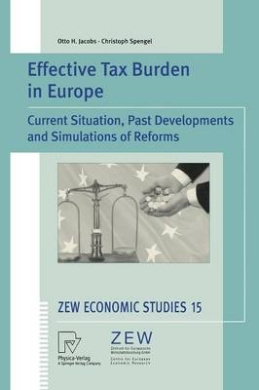 Otto H. Jacobs · Christoph Spengel
Effective Tax Burden
in Europe
Current Situation, Past Developments
and Simulations of Reforms
ZEW ECONOMIC STUDIES 15
Physica-Verlag
A Springer-Verlag Company
ZEW
Zentrum für Europäische
Wirtschaftsforschung GmbH
Centre for European
Economic Research